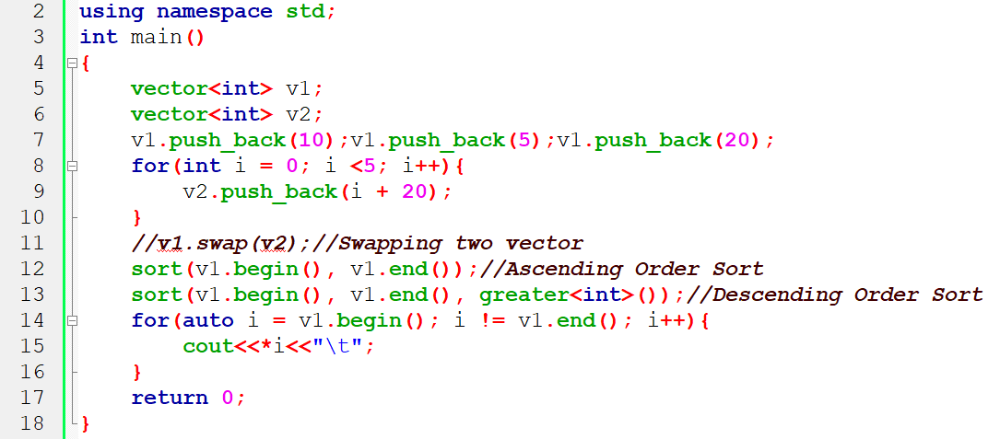 2 using namespace std;
3 int main()
4 {
5 vector<int> v1;
6 vector<int> v2;
7 v1.push_back(10);v1.push_back(5);v1.push_back(20);
8 for(int i = 0; i <5; i++){
9 v2.push_back(i + 20);
10 }
11 //v1.swap(v2);//Swapping two vector
12 sort(v1.begin(), v1.end());//Ascending Order Sort
13 sort(v1.begin(), v1.end(), greater<int>());//Descending Order Sort
14 for(auto i = v1.begin(); i != v1.end(); i++){
15 cout<<*i<<"\t";
16 }
17 return 0;
18 }